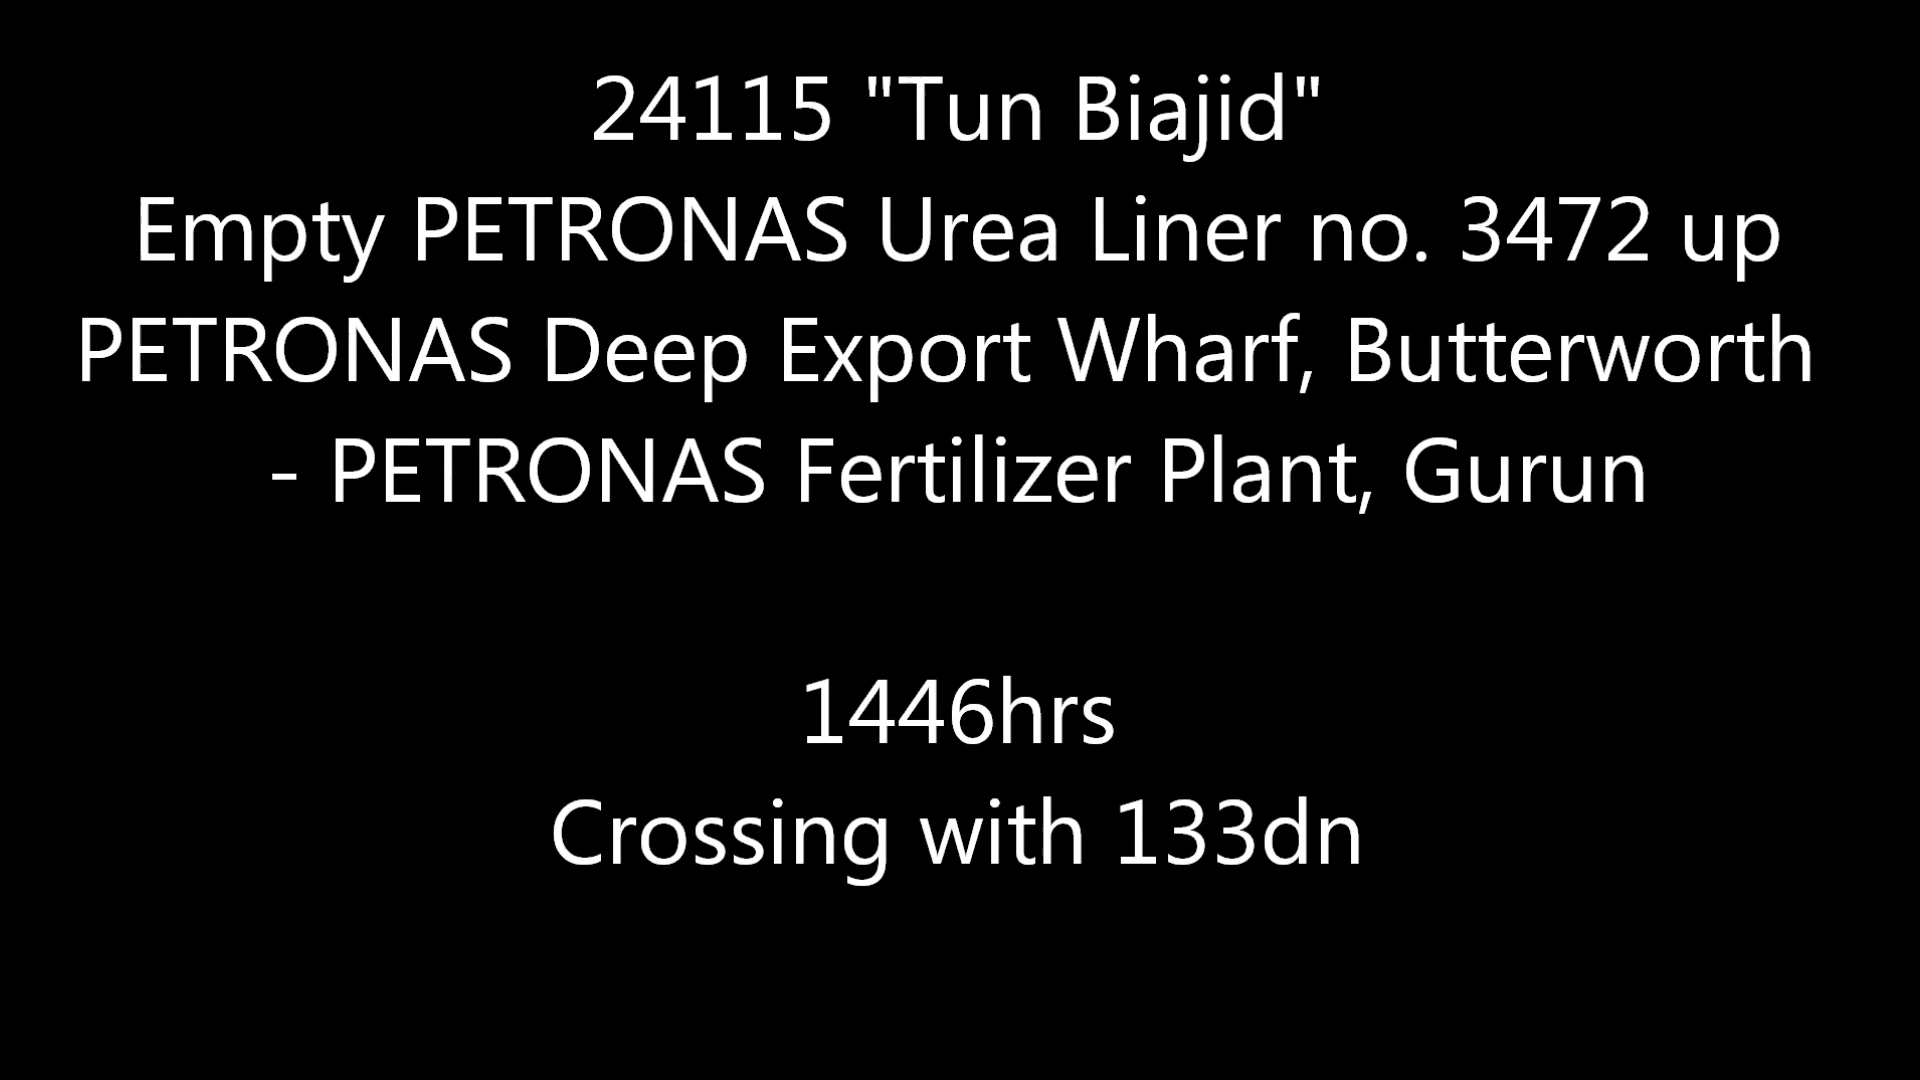 24115 "Tun Biajid"
Empty PETRONAS Urea Liner no. 3472 up
PETRONAS Deep Export Wharf, Butterworth
- PETRONAS Fertilizer Plant, Gurun
1446hrs
Crossing with 133dn